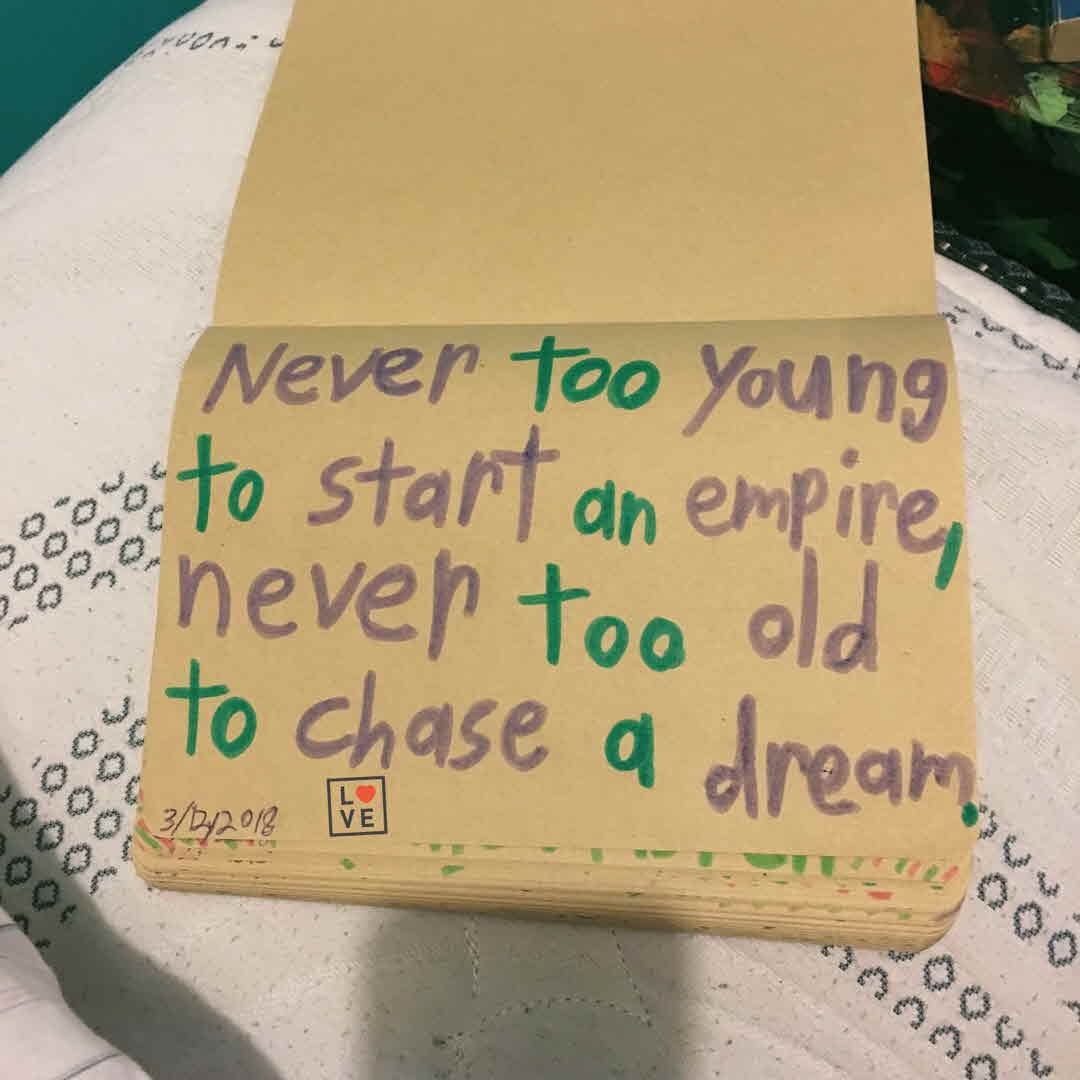 Never too young
to start an empire,
never too old
to chase a dream.
3/12/2018
L❤
VE